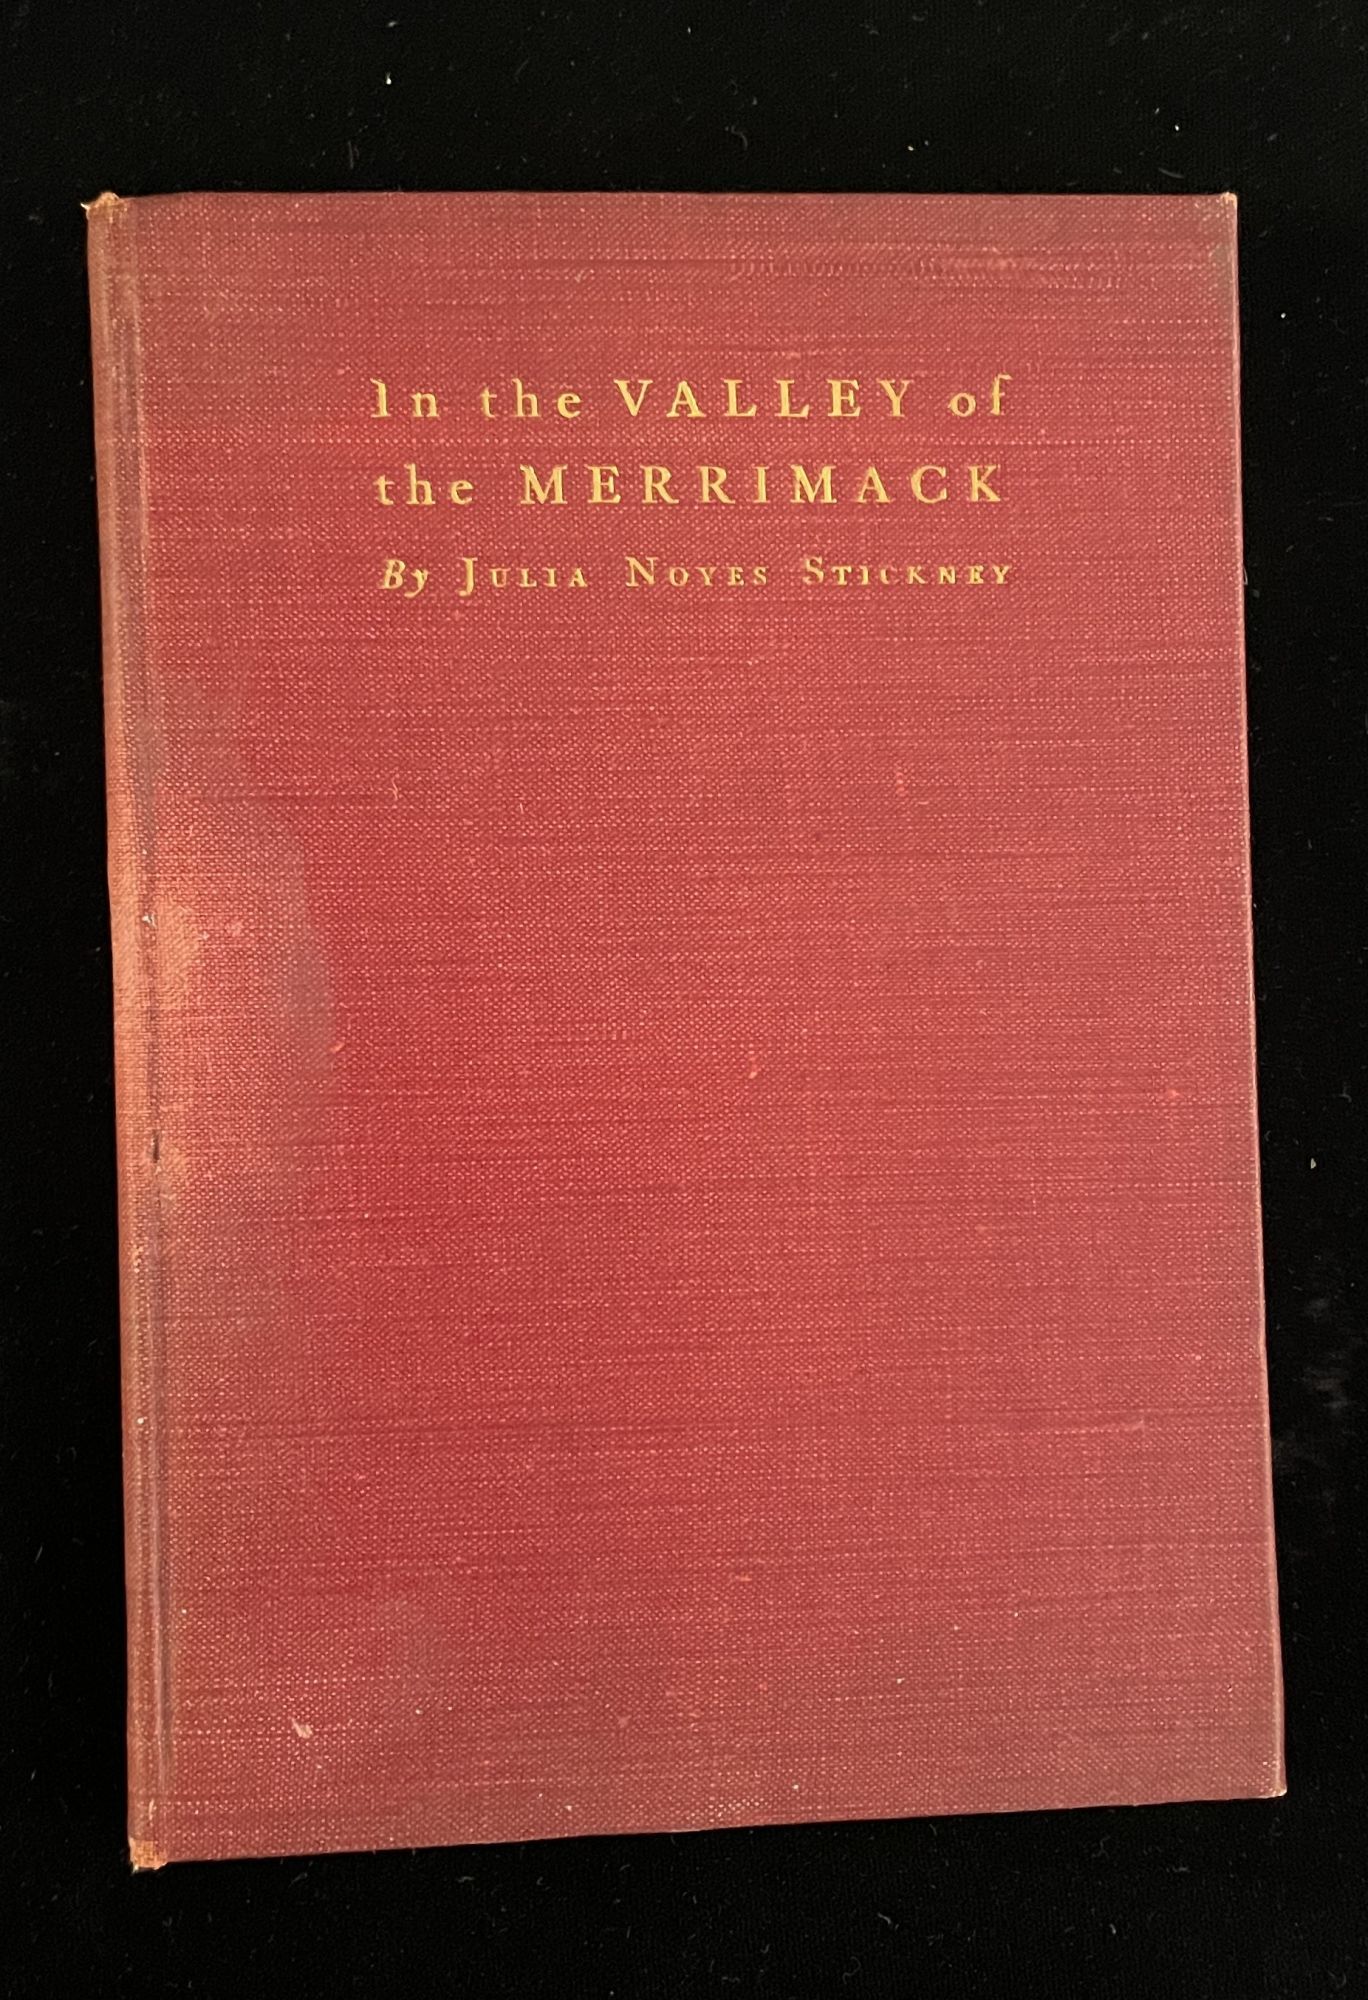 In the VALLEY of
the MERRIMACK
By JULIA NOYES STICKNEY